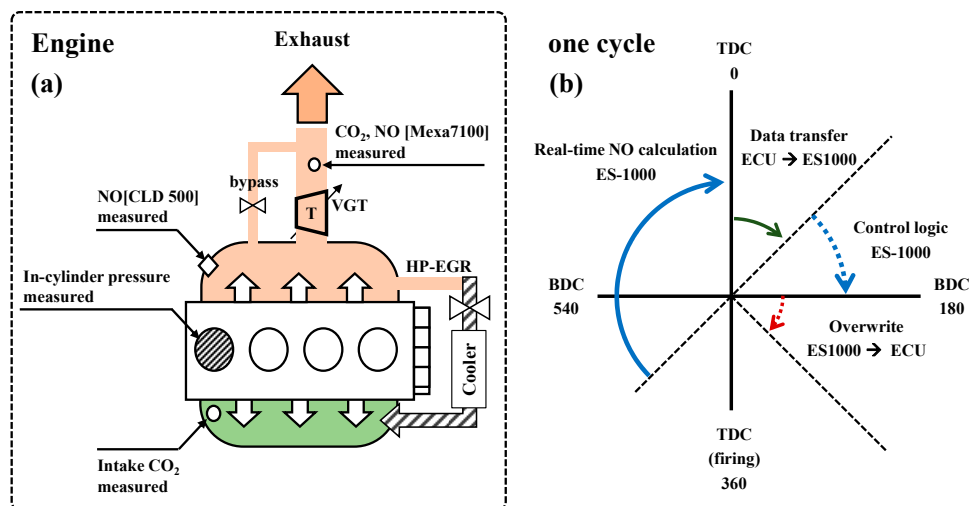 Engine
(a)
Exhaust
CO₂, NO [Mexa7100]
measured
bypass
NO[CLD 500]
measured
T
VGT
In-cylinder pressure
measured
HP-EGR
Cooler
Intake CO₂
measured
one cycle
(b)
TDC
0
Real-time NO calculation
ES-1000
Data transfer
ECU → ES1000
Control logic
ES-1000
BDC
540
BDC
180
Overwrite
ES1000 → ECU
TDC
(firing)
360